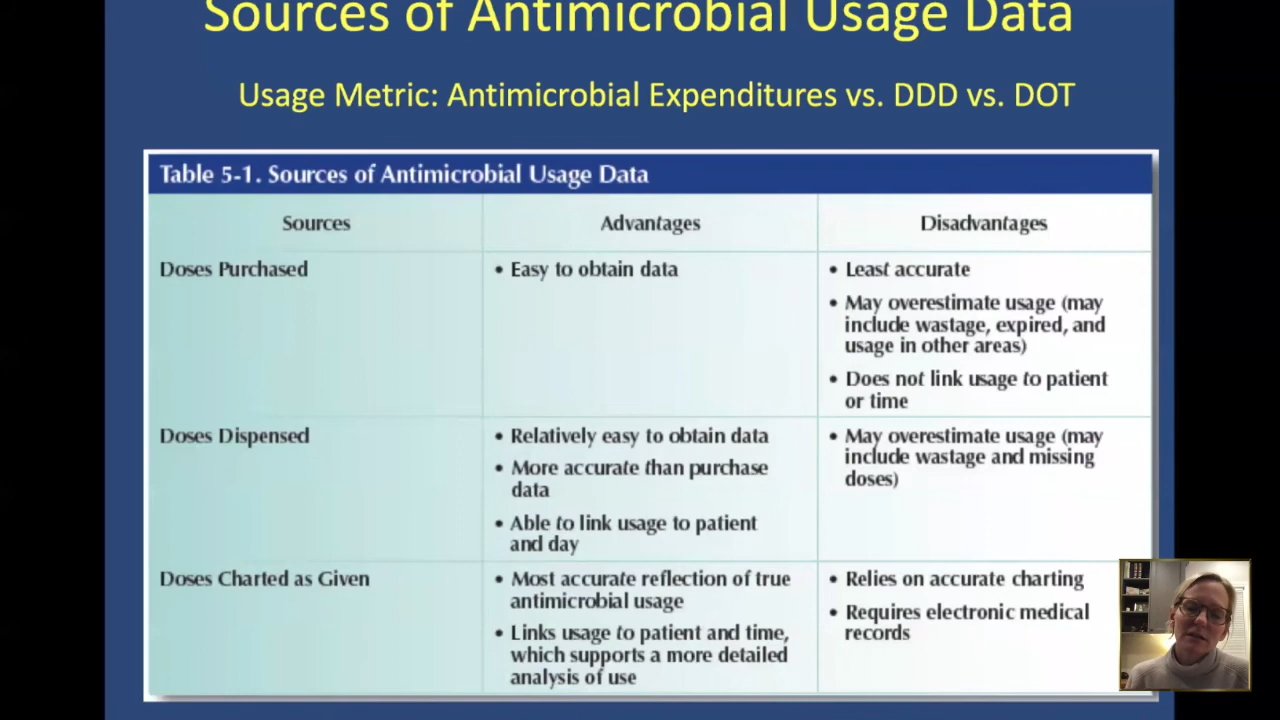 Sources of Antimicrobial Usage Data
Usage Metric: Antimicrobial Expenditures vs. DDD vs. DOT
Table 5-1. Sources of Antimicrobial Usage Data
Sources
Advantages
Disadvantages
Doses Purchased
• Easy to obtain data
• Least accurate
• May overestimate usage (may
include wastage, expired, and
usage in other areas)
• Does not link usage to patient
or time
Doses Dispensed
• Relatively easy to obtain data
• More accurate than purchase
data
• Able to link usage to patient
and day
• May overestimate usage (may
include wastage and missing
doses)
Doses Charted as Given
• Most accurate reflection of true
antimicrobial usage
• Links usage to patient and time,
which supports a more detailed
analysis of use
• Relies on accurate charting
• Requires electronic medical
records